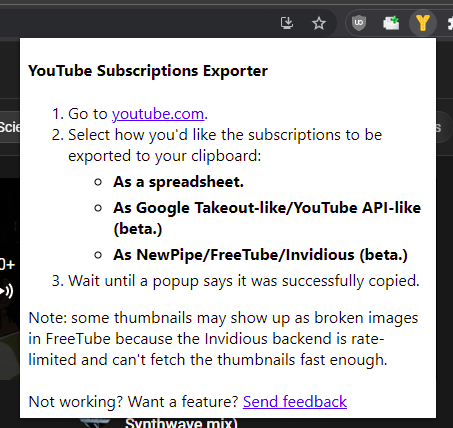 YouTube Subscriptions Exporter
1. Go to youtube.com.
2. Select how you'd like the subscriptions to be
exported to your clipboard:
As a spreadsheet.
As Google Takeout-like/YouTube API-like
(beta.)
As NewPipe/FreeTube/Invidious (beta.)
3. Wait until a popup says it was successfully copied.
Note: some thumbnails may show up as broken images
in FreeTube because the Invidious backend is rate-
limited and can't fetch the thumbnails fast enough.
Not working? Want a feature? Send feedback
Scie
s
0+
Synthwave mix)